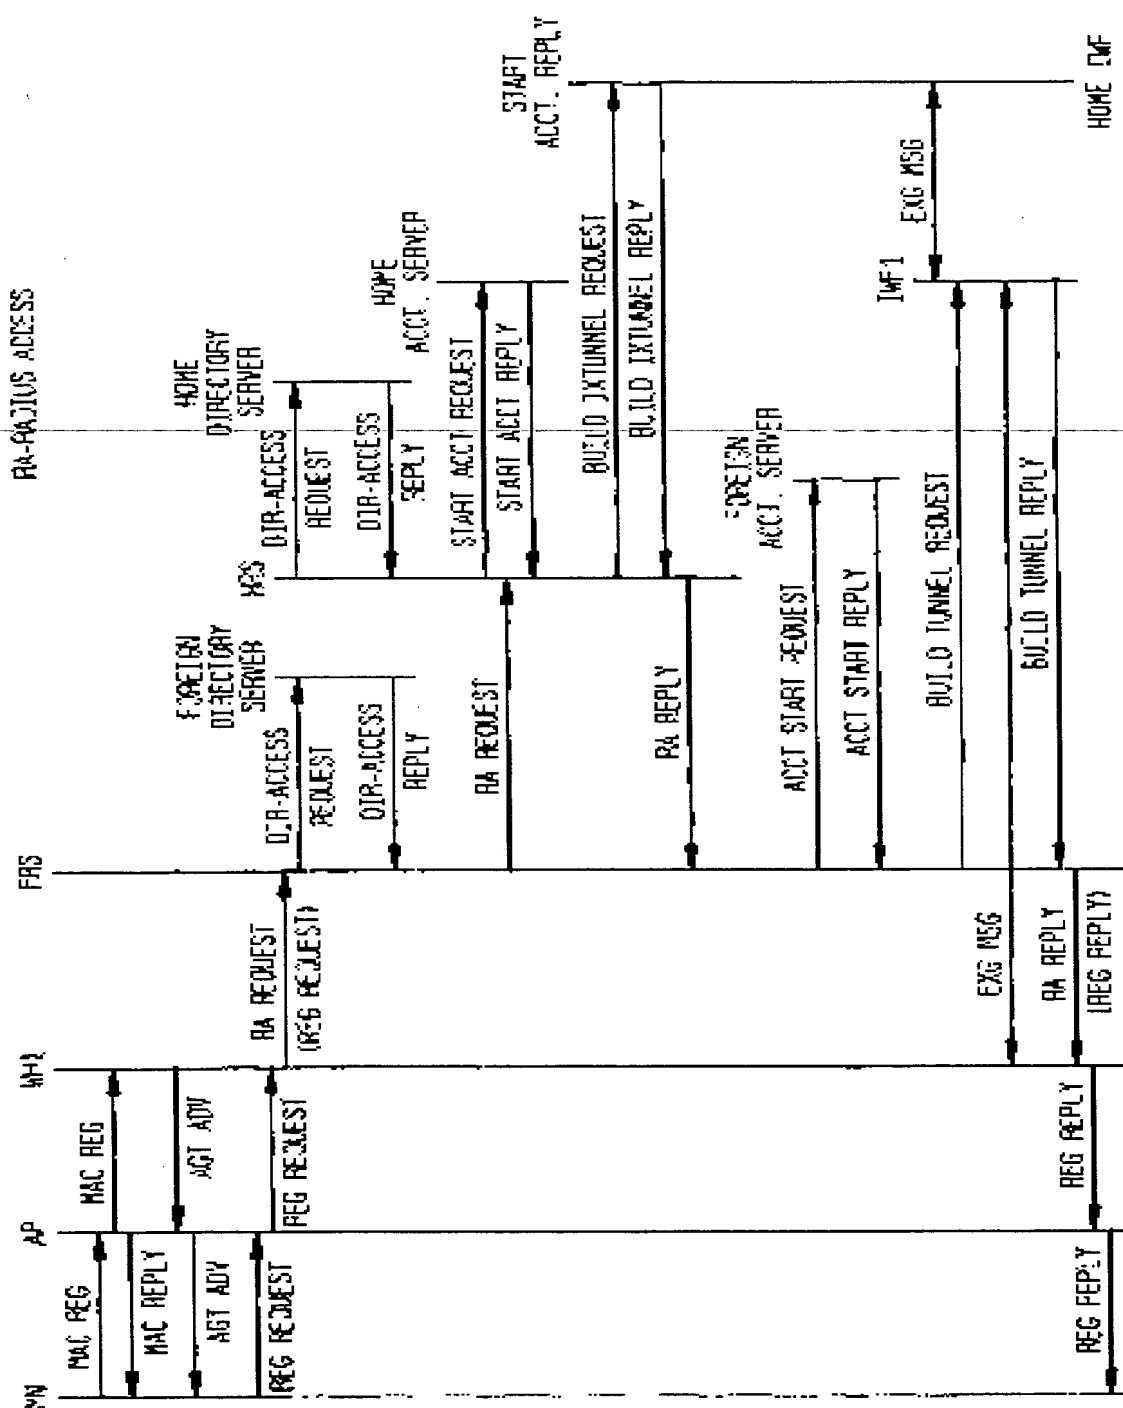 RA-RADIUS ACCESS
MN
AP
WH1
FRS
FOREIGN
DIRECTORY
SERVER
HRS
HOME
DIRECTORY
SERVER
HOME
ACCT. SERVER
START
ACCT. REPLY
MAC REG
MAC REG
MAC REPLY
AGT ADV
AGT ADV
REG REQUEST
REG REQUEST
RA REQUEST
(REG REQUEST)
DIR-ACCESS
REQUEST
DIR-ACCESS
REPLY
DIR-ACCESS
REQUEST
DIR-ACCESS
REPLY
RA REQUEST
START ACCT REQUEST
START ACCT REPLY
BUILD IXTUNNEL REQUEST
BUILD IXTUNNEL REPLY
RA REPLY
FOREIGN
ACCT. SERVER
ACCT START REQUEST
ACCT START REPLY
IWF1
HOME IWF
EXG MSG
BUILD TUNNEL REQUEST
EXG MSG
BUILD TUNNEL REPLY
RA REPLY
(REG REPLY)
REG REPLY
REG REPLY